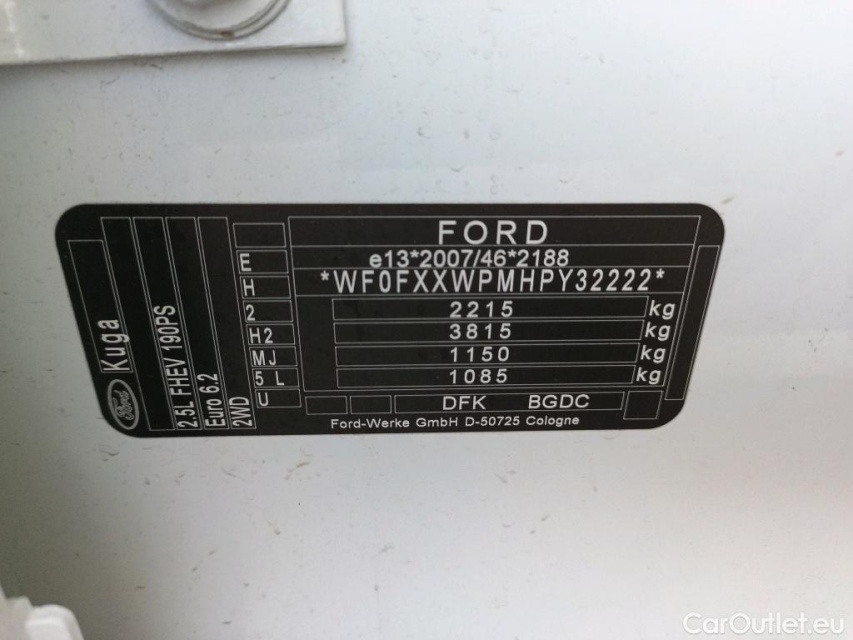 FORD
e13*2007/46*2188
*WF0FXXWPMHPY32222*
2215 kg
3815 kg
1150 kg
1085 kg
DFK BGDC
Ford-Werke GmbH D-50725 Cologne
E
H
2
H2
MJ
5 L
U
Ford
Kuga
2.5L FHEV 190PS
Euro 6.2
2WD
CarOutlet.eu